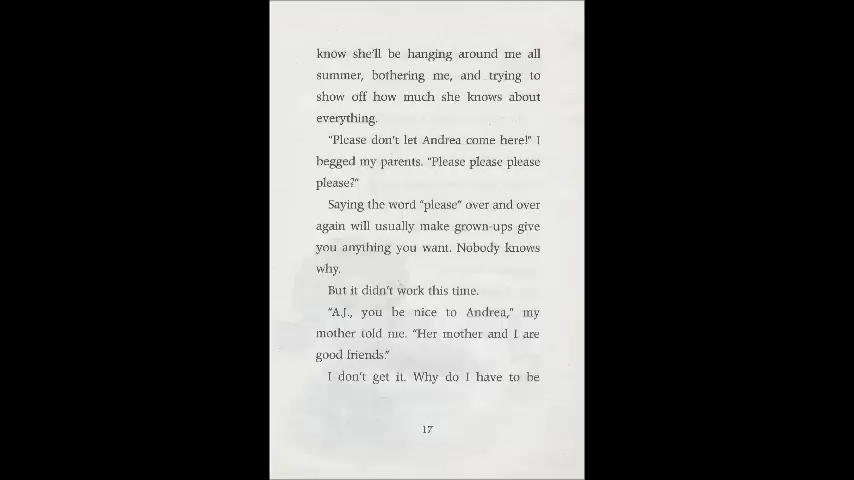 know she'll be hanging around me all
summer, bothering me, and trying to
show off how much she knows about
everything.
"Please don't let Andrea come here!" I
begged my parents. "Please please please
please?"
Saying the word "please" over and over
again will usually make grown-ups give
you anything you want. Nobody knows
why.
But it didn't work this time.
"A.J., you be nice to Andrea," my
mother told me. "Her mother and I are
good friends."
I don't get it. Why do I have to be
17